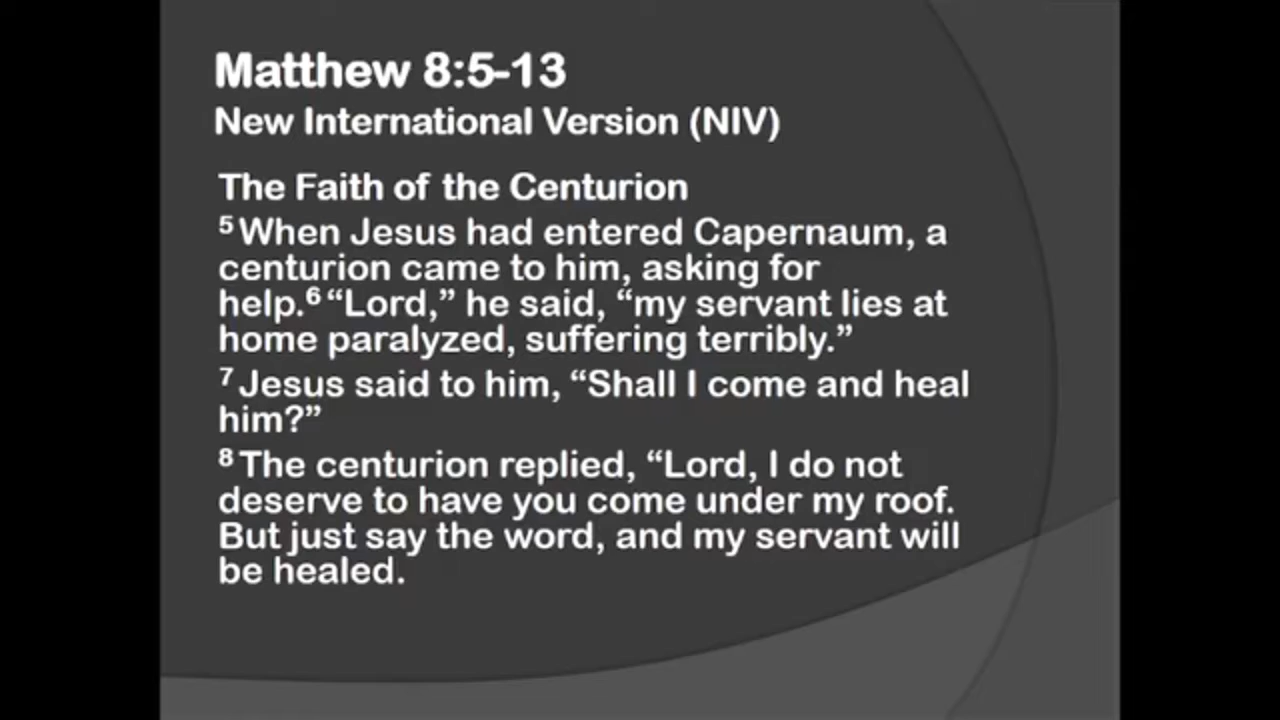 Matthew 8:5-13
New International Version (NIV)
The Faith of the Centurion
⁵ When Jesus had entered Capernaum, a
centurion came to him, asking for
help.⁶ “Lord,” he said, “my servant lies at
home paralyzed, suffering terribly.”
⁷ Jesus said to him, “Shall I come and heal
him?”
⁸ The centurion replied, “Lord, I do not
deserve to have you come under my roof.
But just say the word, and my servant will
be healed.